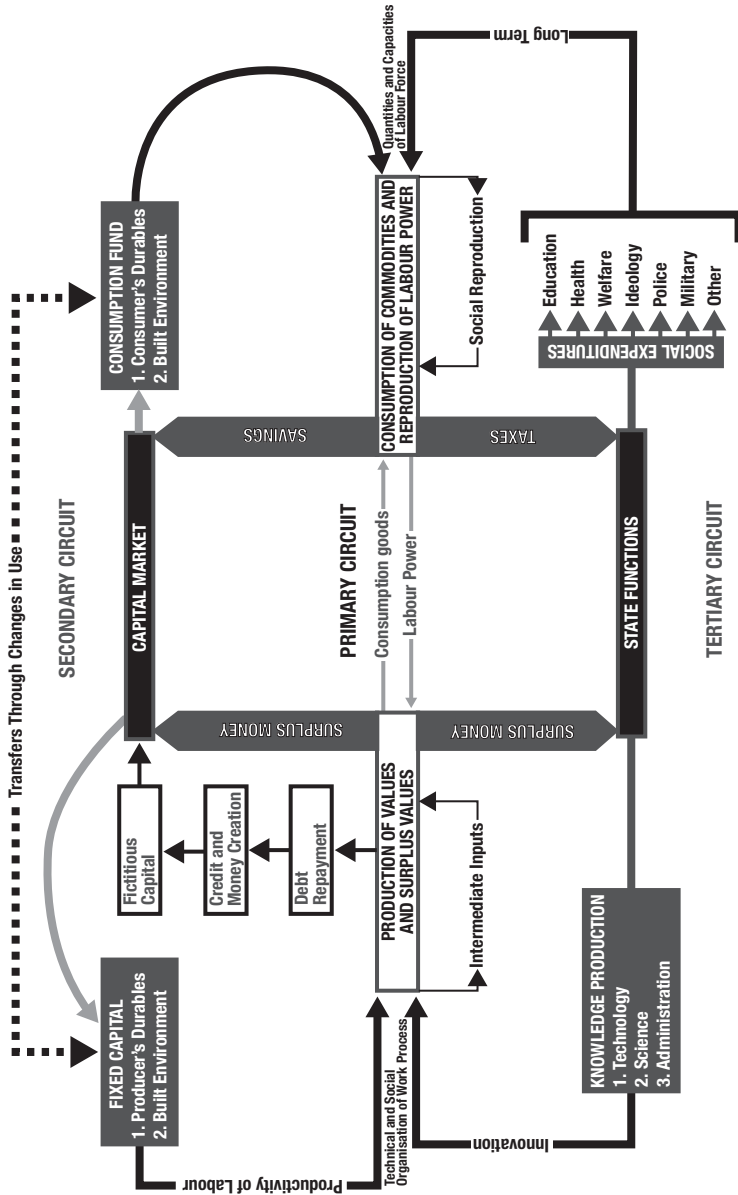 Transfers Through Changes in Use
SECONDARY CIRCUIT
FIXED CAPITAL
1. Producer's Durables
2. Built Environment
CAPITAL MARKET
CONSUMPTION FUND
1. Consumer's Durables
2. Built Environment
Fictitious
Capital
Credit and
Money Creation
Debt
Repayment
SURPLUS MONEY
SAVINGS
Productivity of Labour
PRIMARY CIRCUIT
Consumption goods
Labour Power
PRODUCTION OF VALUES
AND SURPLUS VALUES
CONSUMPTION OF COMMODITIES AND
REPRODUCTION OF LABOUR POWER
Technical and Social
Organisation of Work Process
Quantities and Capacities
of Labour Force
Intermediate Inputs
Social Reproduction
SURPLUS MONEY
TAXES
Innovation
Long Term
KNOWLEDGE PRODUCTION
1. Technology
2. Science
3. Administration
STATE FUNCTIONS
SOCIAL EXPENDITURES
Education
Health
Welfare
Ideology
Police
Military
Other
TERTIARY CIRCUIT